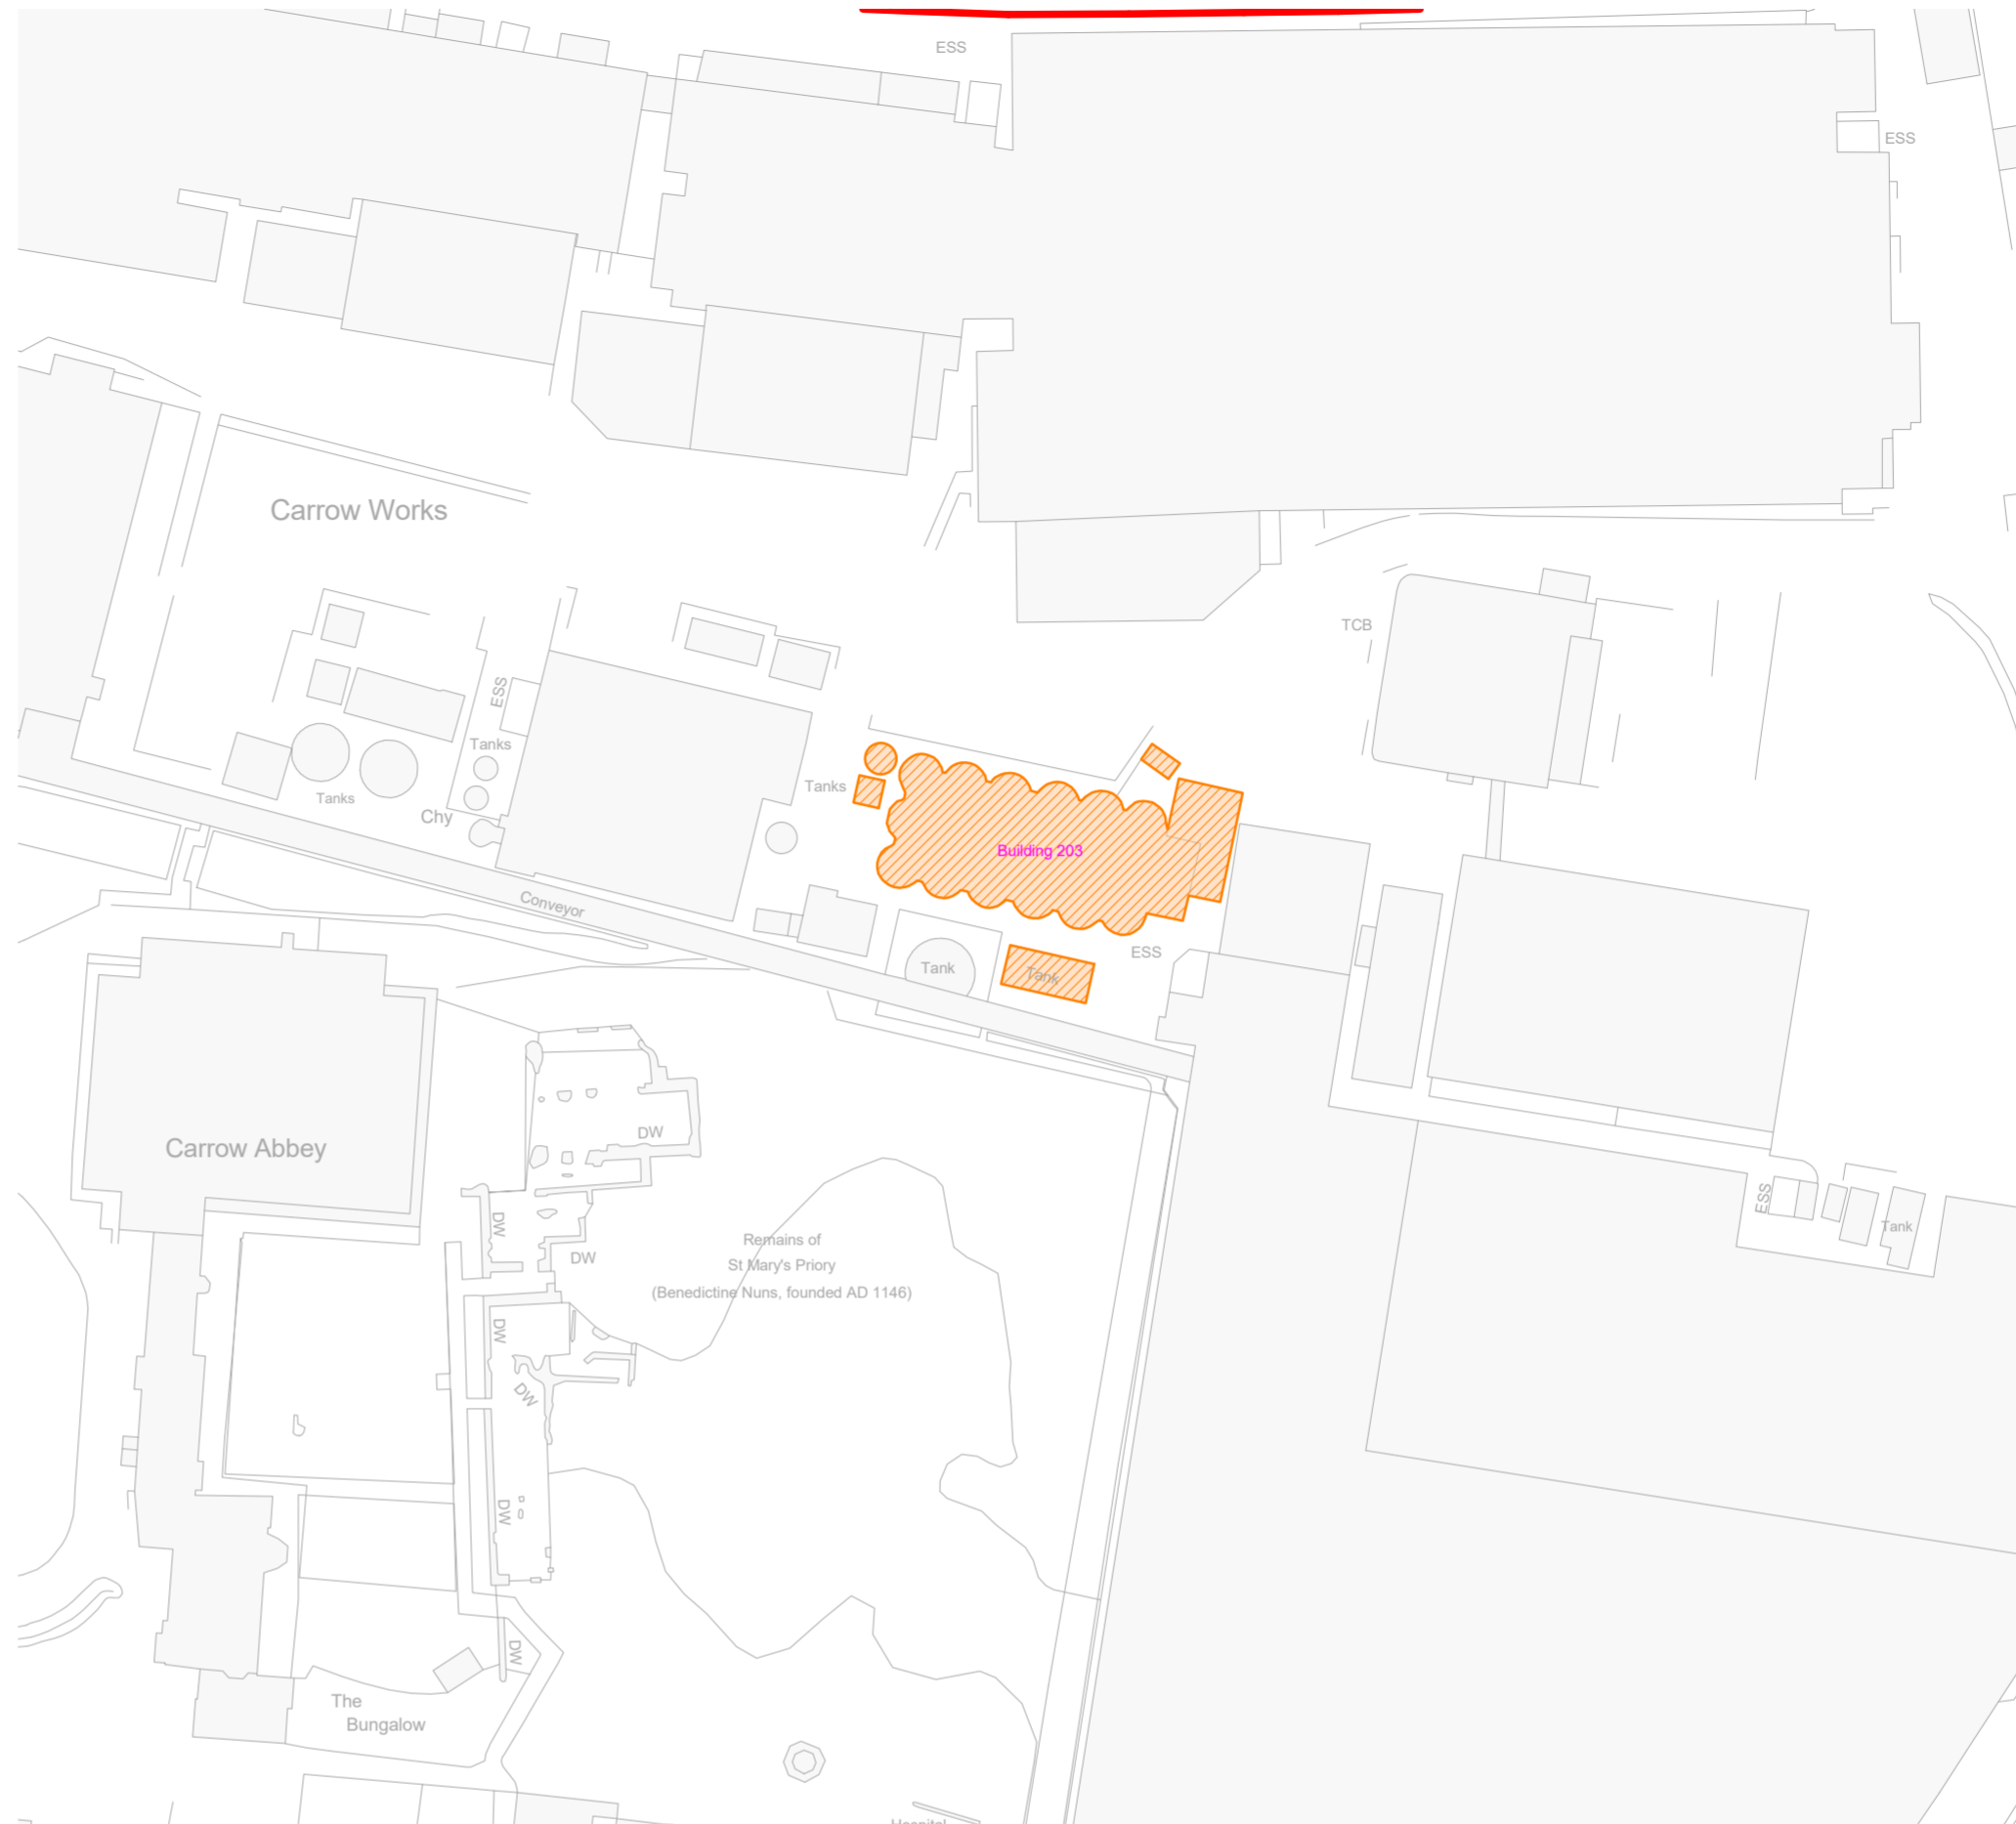 ESS
ESS
Carrow Works
TCB
ESS
Tanks
Tanks
Tanks
Chy
Building 203
Conveyor
ESS
Tank
Tank
DW
Carrow Abbey
ESS
DW
Tank
Remains of
DW
St Mary's Priory
(Benedictine Nuns, founded AD 1146)
DW
DW
DW
DW
The
Bungalow